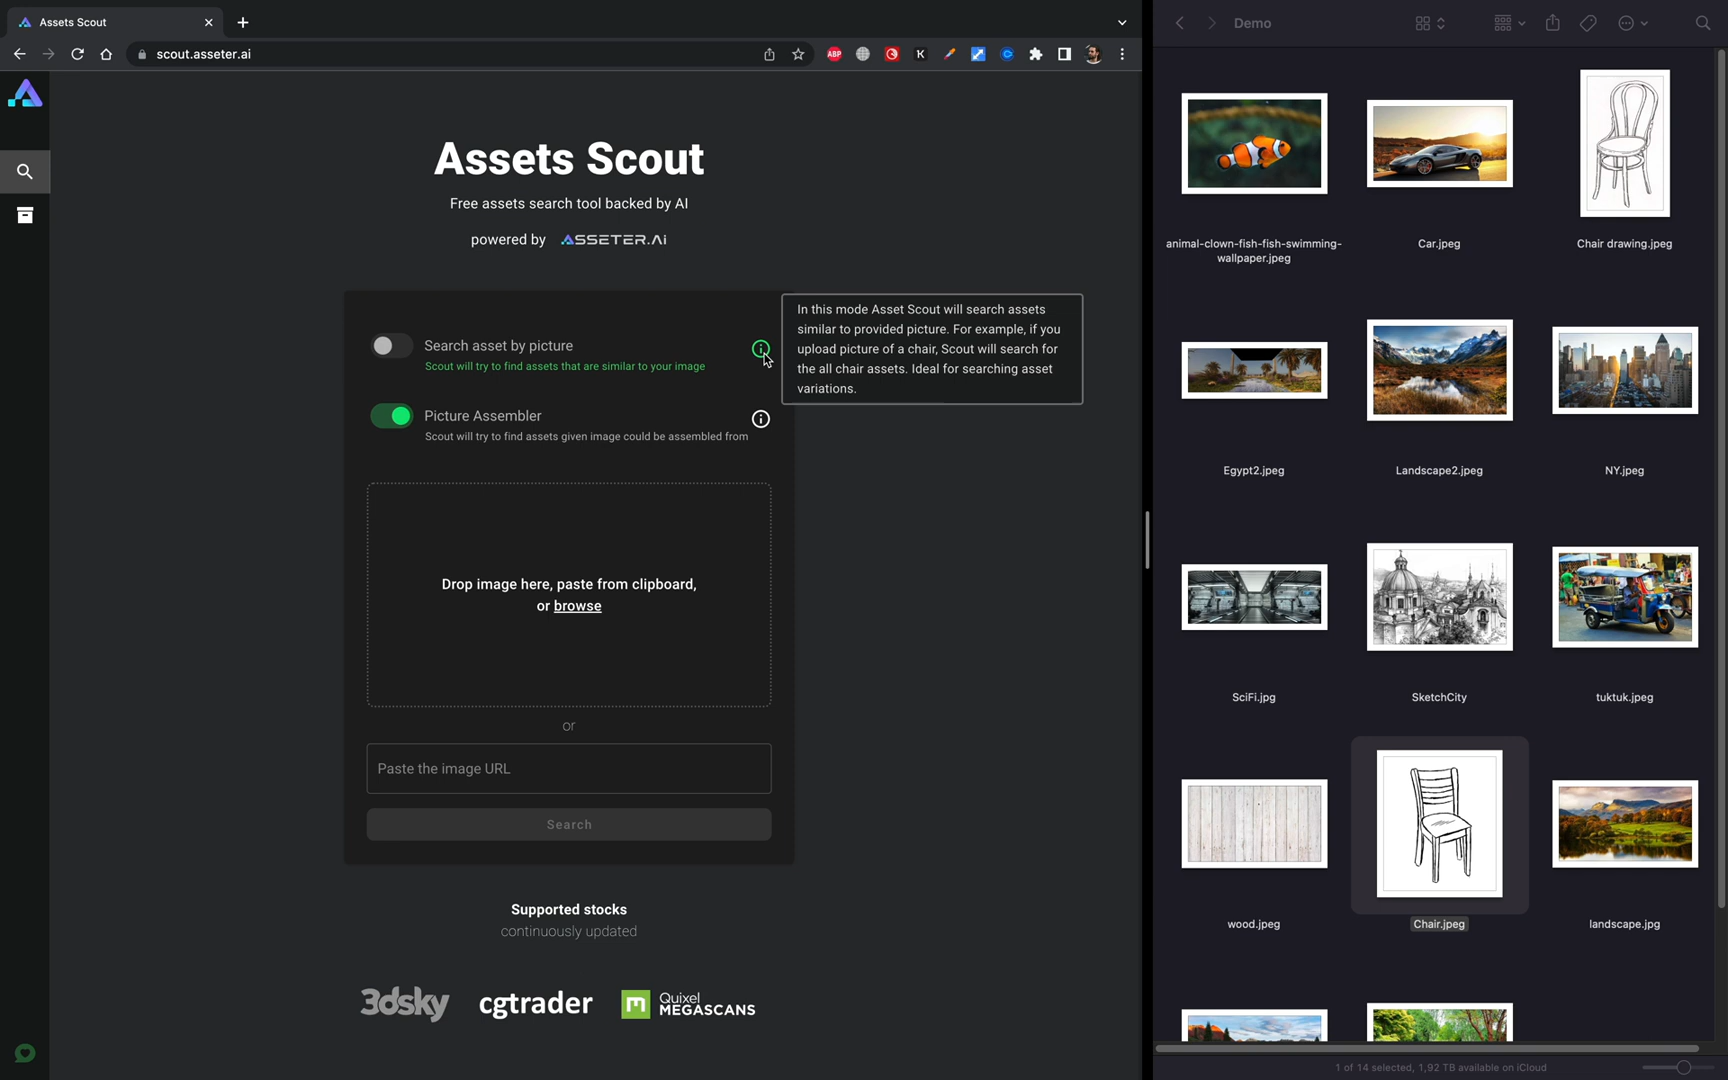 Assets Scout
scout.asseter.ai
ABP
K
Assets Scout
Free assets search tool backed by AI
powered by ASSETER.Ai
Search asset by picture
Scout will try to find assets that are similar to your image
In this mode Asset Scout will search assets
similar to provided picture. For example, if you
upload picture of a chair, Scout will search for
the all chair assets. Ideal for searching asset
variations.
Picture Assembler
Scout will try to find assets given image could be assembled from
Drop image here, paste from clipboard,
or browse
or
Paste the image URL
Search
Supported stocks
continuously updated
3dsky
cgtrader
m Quixel
MEGASCANS
Demo
animal-clown-fish-fish-swimming-
wallpaper.jpeg
Car.jpeg
Chair drawing.jpeg
Egypt2.jpeg
Landscape2.jpeg
NY.jpeg
SciFi.jpg
SketchCity
tuktuk.jpeg
wood.jpeg
Chair.jpeg
landscape.jpg
1 of 14 selected, 1,92 TB available on iCloud